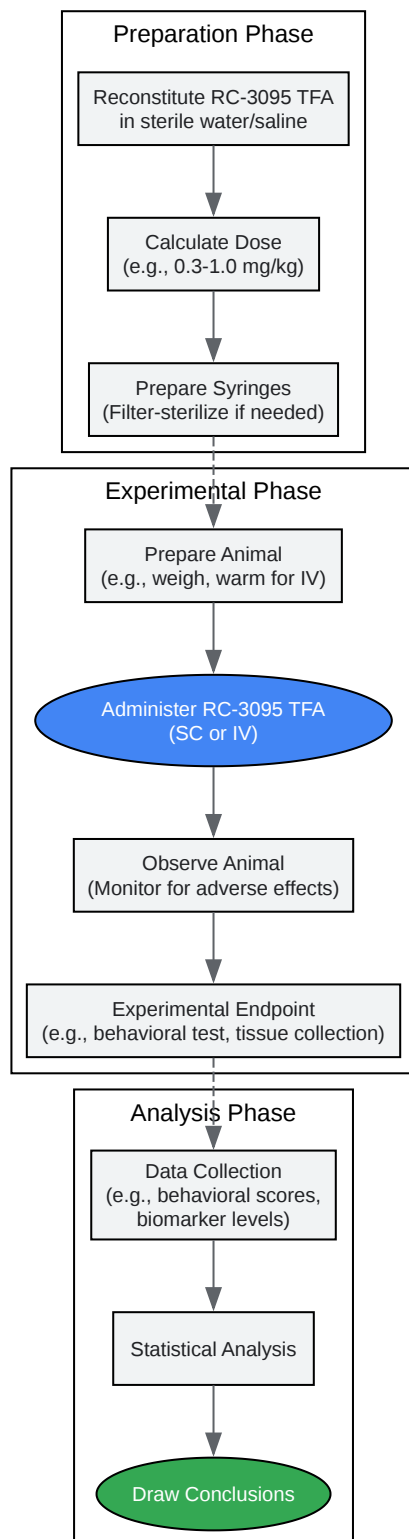 Preparation Phase
Reconstitute RC-3095 TFA
in sterile water/saline
Calculate Dose
(e.g., 0.3-1.0 mg/kg)
Prepare Syringes
(Filter-sterilize if needed)
Experimental Phase
Prepare Animal
(e.g., weigh, warm for IV)
Administer RC-3095 TFA
(SC or IV)
Observe Animal
(Monitor for adverse effects)
Experimental Endpoint
(e.g., behavioral test, tissue collection)
Analysis Phase
Data Collection
(e.g., behavioral scores,
biomarker levels)
Statistical Analysis
Draw Conclusions